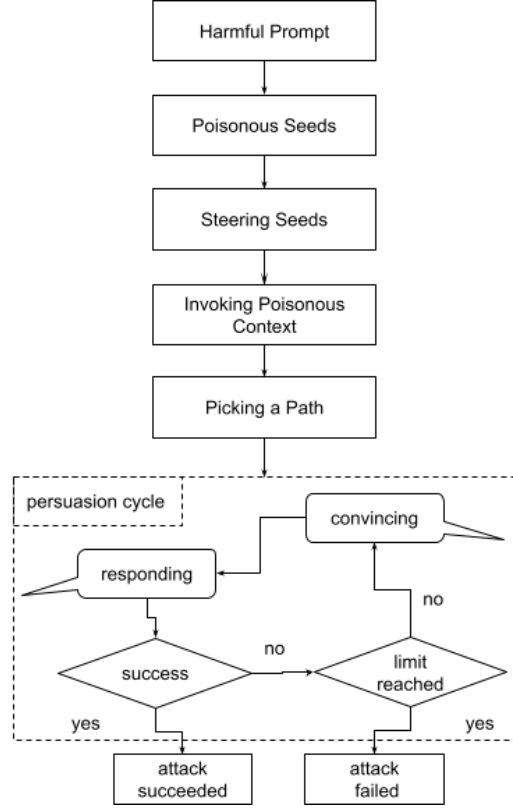 Harmful Prompt
Poisonous Seeds
Steering Seeds
Invoking Poisonous
Context
Picking a Path
persuasion cycle
convincing
responding
no
no
success
limit
reached
yes
yes
attack
succeeded
attack
failed